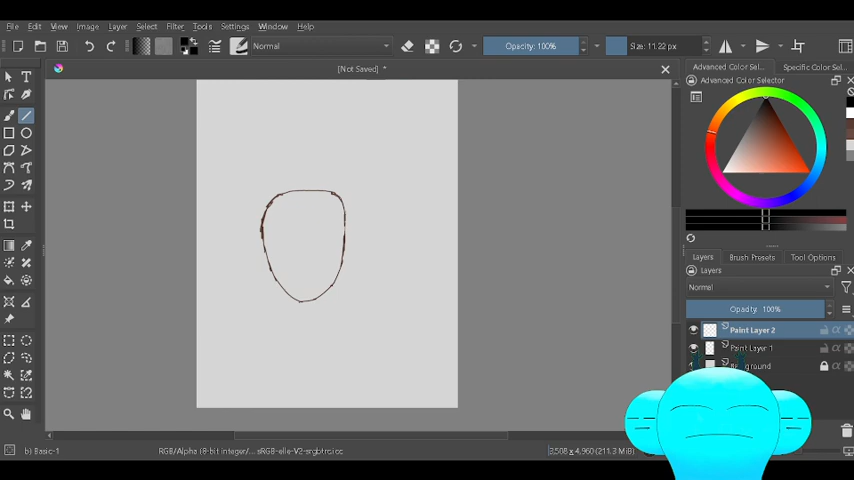 File Edit View Image Layer Select Filter Tools Settings Window Help
Normal Opacity: 100% Size: 11.22 px
[Not Saved] *
Advanced Color Sel... Specific Color Sel...
Advanced Color Selector
Layers Brush Presets Tool Options
Layers
Normal
Opacity: 100%
Paint Layer 2
Paint Layer 1
b) Basic-1 RGB/Alpha (8-bit integer/... sRGB-elle-V2-srgbtrc.icc 3,508 x 4,960 (211.3 MiB)